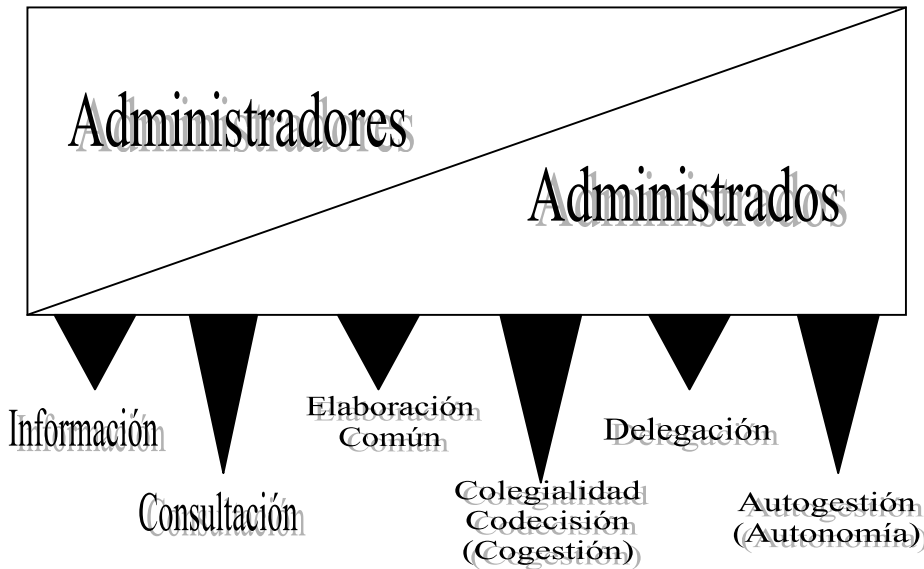 Administradores
Administrados
Información
Consultación
Elaboración
Común
Colegialidad
Codecisión
(Cogestión)
Delegación
Autogestión
(Autonomía)